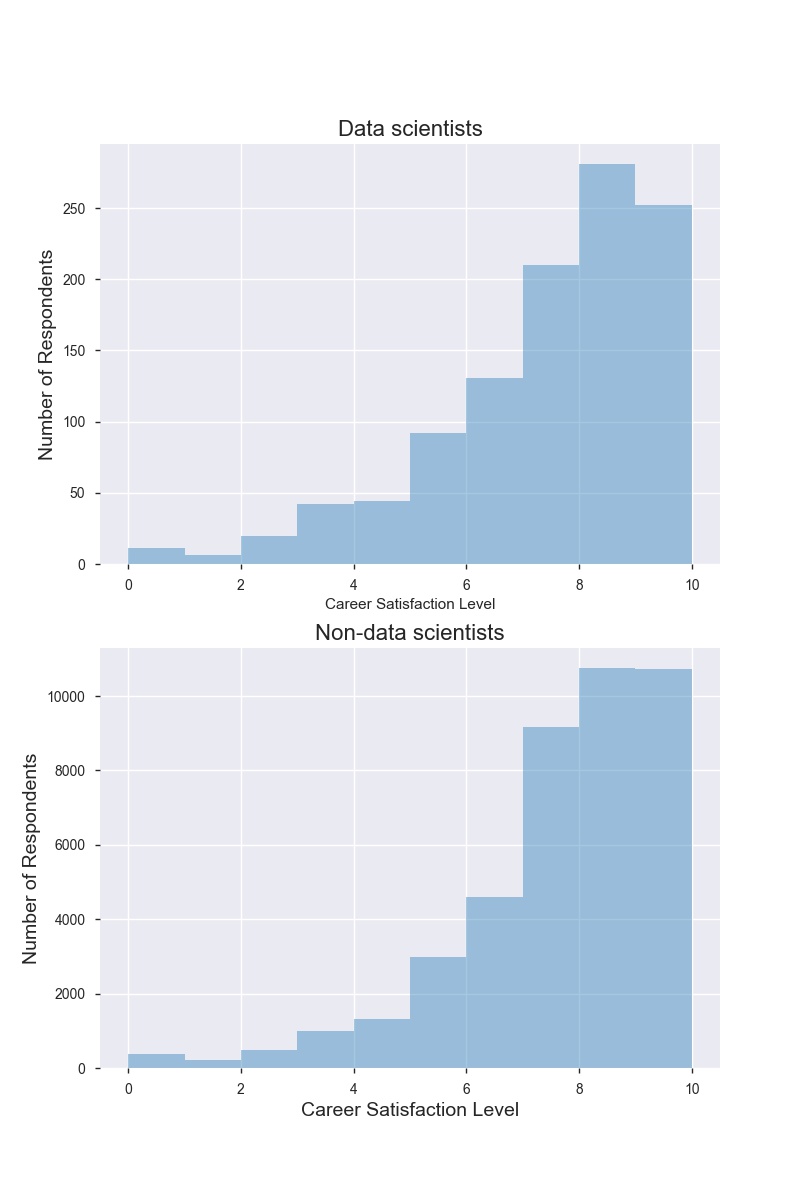 Data scientists
Number of Respondents
250
200
150
100
50
0
0 2 4 6 8 10
Career Satisfaction Level
Non-data scientists
Number of Respondents
10000
8000
6000
4000
2000
0
0 2 4 6 8 10
Career Satisfaction Level